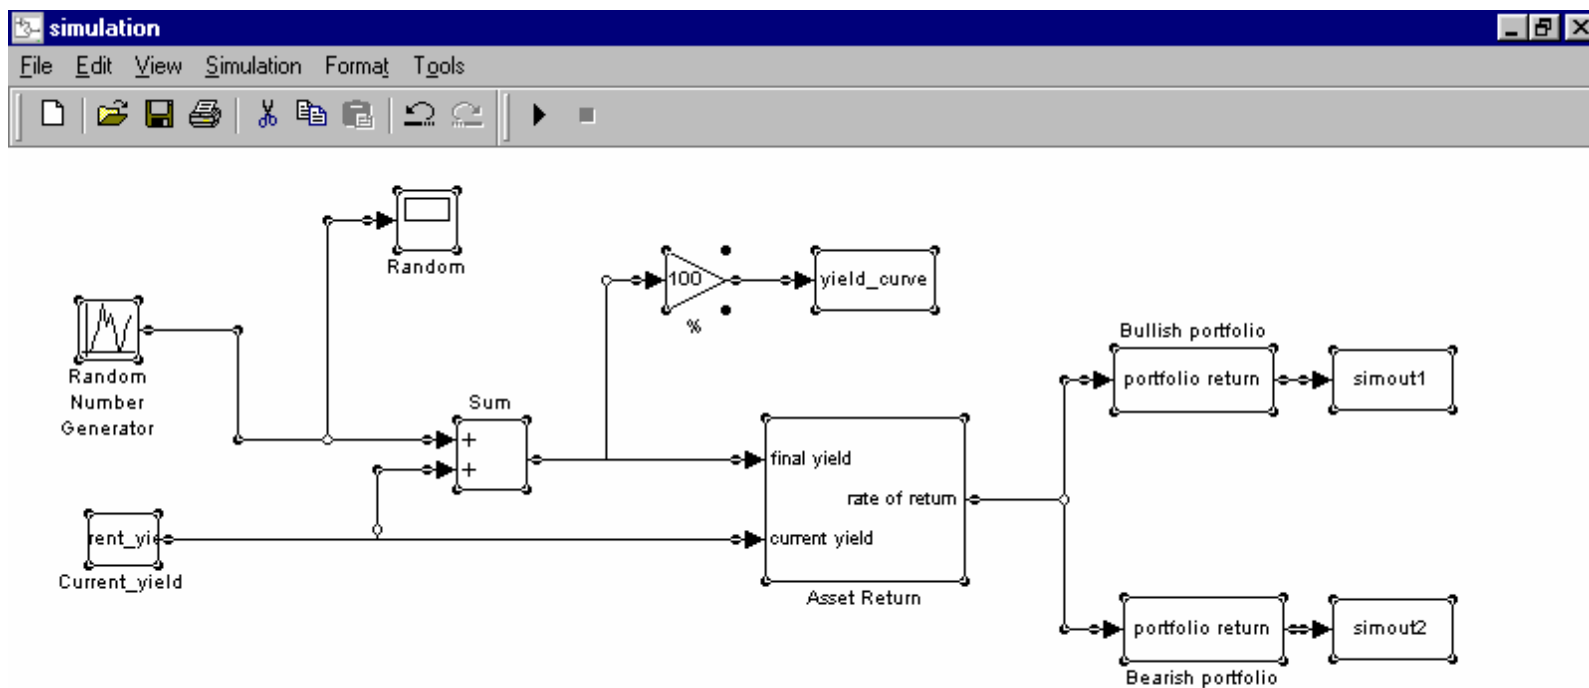 simulation
File Edit View Simulation Format Tools
Random
100
%
yield_curve
Random
Number
Generator
Sum
+
+
rent_yie
Current_yield
final yield
rate of return
current yield
Asset Return
Bullish portfolio
portfolio return
simout1
portfolio return
simout2
Bearish portfolio